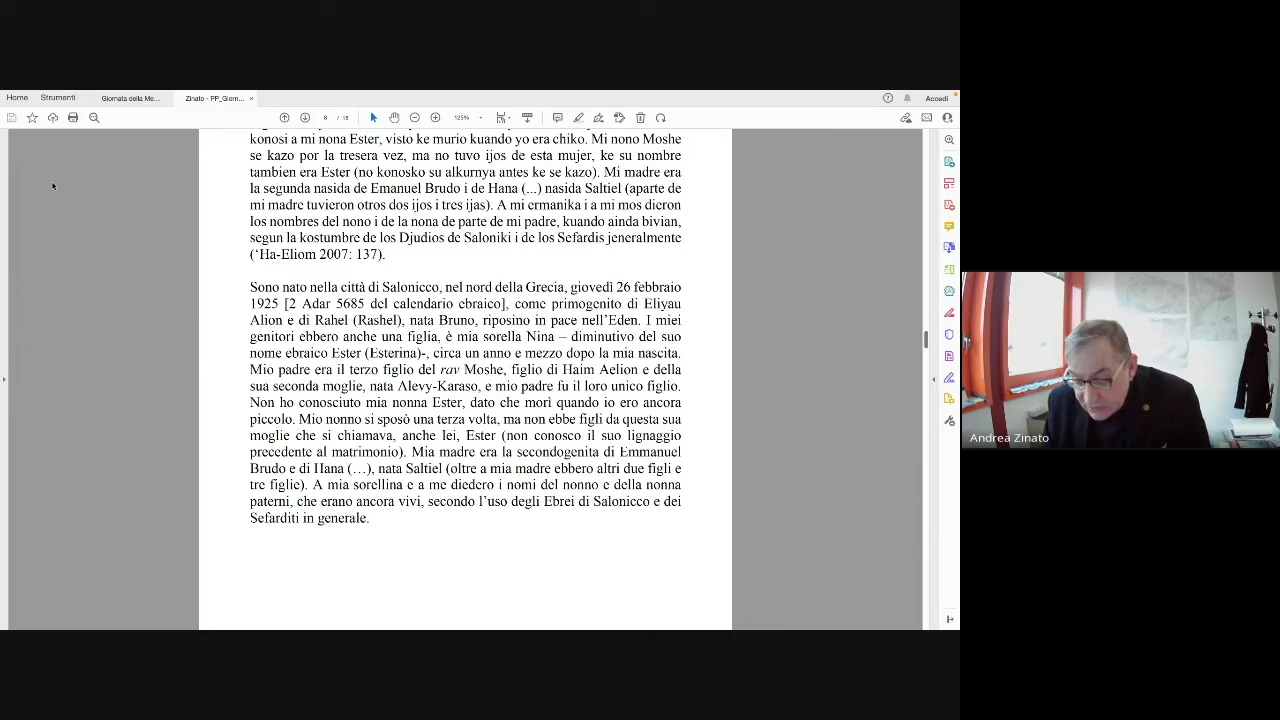 Home Strumenti Giornata della Me... Zinato - PP_Giorn... × Accedi
8 / 18 125%
konosi a mi nona Ester, visto ke murio kuando yo era chiko. Mi nono Moshe
se kazo por la tresera vez, ma no tuvo ijos de esta mujer, ke su nombre
tambien era Ester (no konosko su alkurnya antes ke se kazo). Mi madre era
la segunda nasida de Emanuel Brudo i de Hana (...) nasida Saltiel (aparte de
mi madre tuvieron otros dos ijos i tres ijas). A mi ermanika i a mi mos dieron
los nombres del nono i de la nona de parte de mi padre, kuando ainda bivian,
segun la kostumbre de los Djudios de Saloniki i de los Sefardis jeneralmente
(‘Ha-Eliom 2007: 137).
Sono nato nella città di Salonicco, nel nord della Grecia, giovedì 26 febbraio
1925 [2 Adar 5685 del calendario ebraico], come primogenito di Eliyau
Alion e di Rahel (Rashel), nata Bruno, riposino in pace nell’Eden. I miei
genitori ebbero anche una figlia, è mia sorella Nina – diminutivo del suo
nome ebraico Ester (Esterina)-, circa un anno e mezzo dopo la mia nascita.
Mio padre era il terzo figlio del rav Moshe, figlio di Haim Aelion e della
sua seconda moglie, nata Alevy-Karaso, e mio padre fu il loro unico figlio.
Non ho conosciuto mia nonna Ester, dato che morì quando io ero ancora
piccolo. Mio nonno si sposò una terza volta, ma non ebbe figli da questa sua
moglie che si chiamava, anche lei, Ester (non conosco il suo lignaggio
precedente al matrimonio). Mia madre era la secondogenita di Emmanuel
Brudo e di Hana (…), nata Saltiel (oltre a mia madre ebbero altri due figli e
tre figlie). A mia sorellina e a me diedero i nomi del nonno e della nonna
paterni, che erano ancora vivi, secondo l’uso degli Ebrei di Salonicco e dei
Sefarditi in generale.
Andrea Zinato